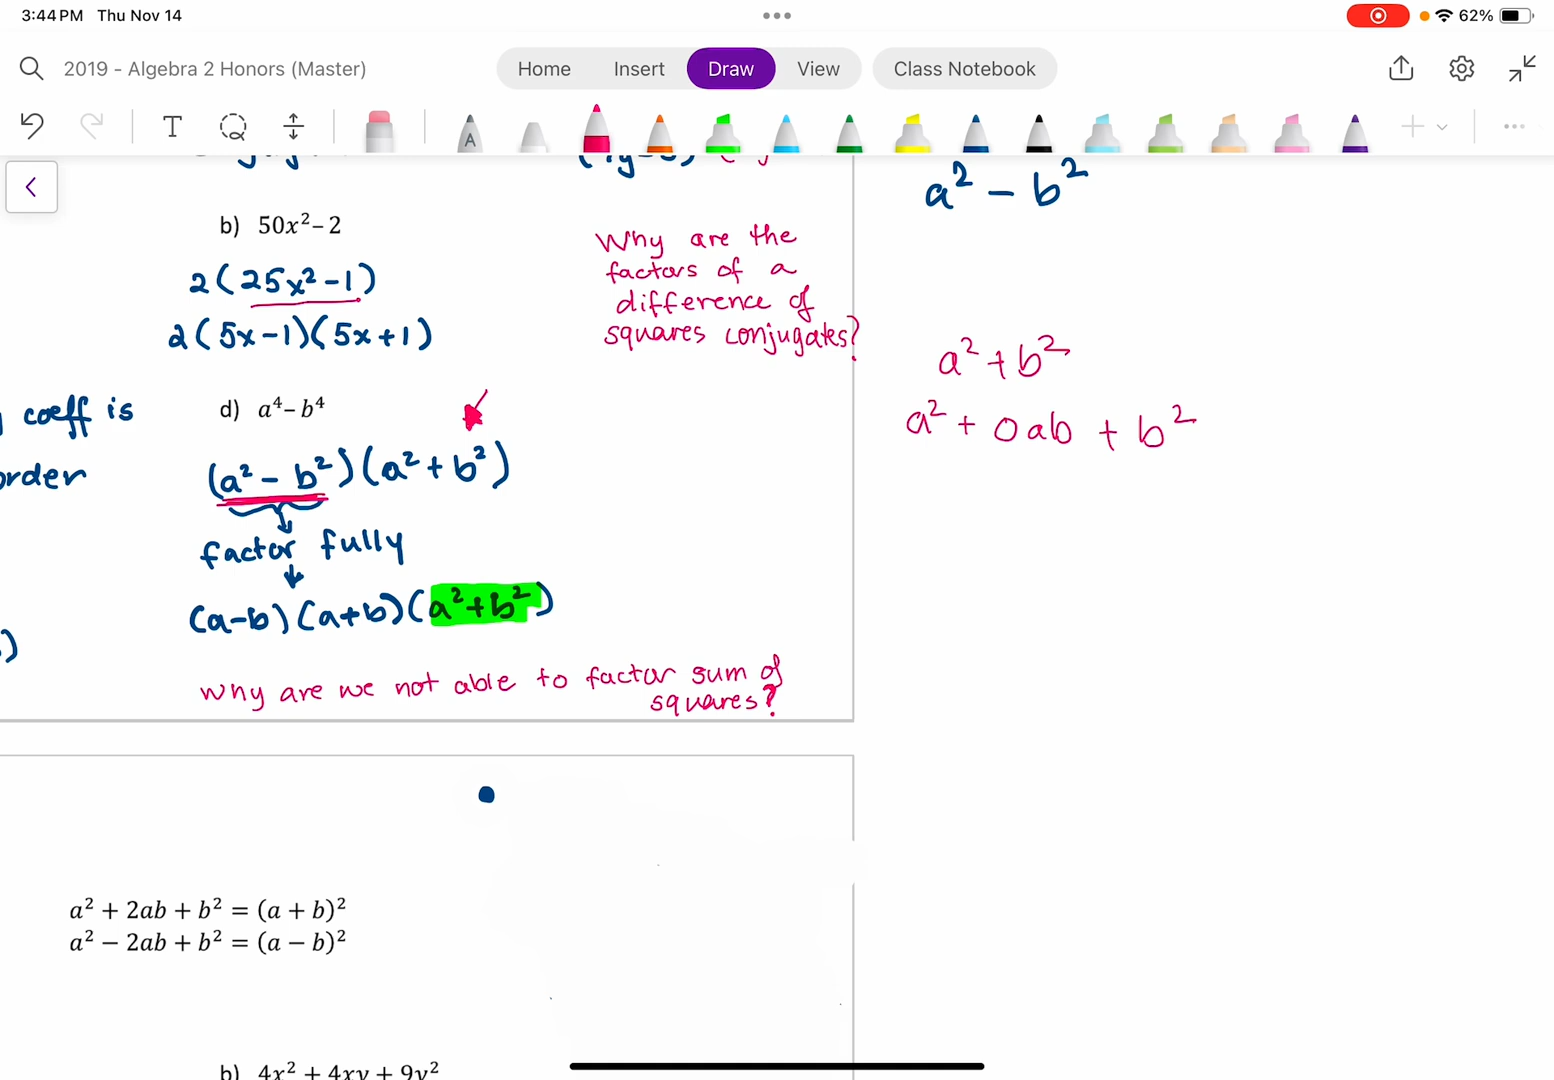 3:44 PM Thu Nov 14
62%
2019 - Algebra 2 Honors (Master)
Home Insert Draw View Class Notebook
T
A
a² – b²
b) 50x² – 2
2(25x² – 1)
2(5x – 1)(5x + 1)
Why are the
factors of a
difference of
squares conjugates?
a² + b²
a² + 0ab + b²
coeff is
order
d) a⁴ – b⁴
(a² – b²)(a² + b²)
factor fully
(a – b)(a + b)(a² + b²)
)
Why are we not able to factor sum of
squares?
a² + 2ab + b² = (a + b)²
a² − 2ab + b² = (a − b)²
b) 4x² + 4xy + 9y²